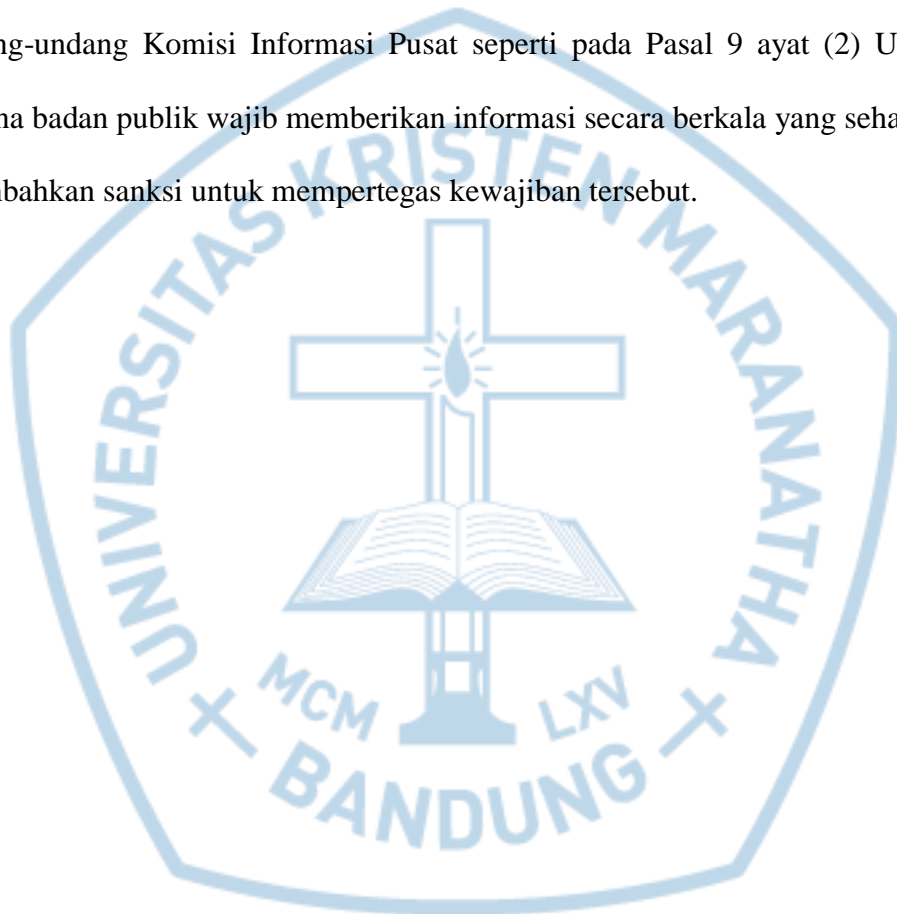 ng-undang Komisi Informasi Pusat seperti pada Pasal 9 ayat (2) U
na badan publik wajib memberikan informasi secara berkala yang seha
nbahkan sanksi untuk mempertegas kewajiban tersebut.
UNIVERSITAS KRISTEN MARANATHA
MCM LXV
BANDUNG